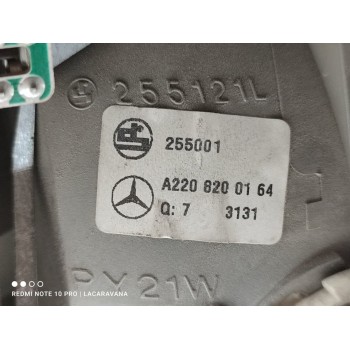 255121L
255001
A220 820 01 64
Q: 7 3131
PY21W
REDMI NOTE 10 PRO | LACARAVANA